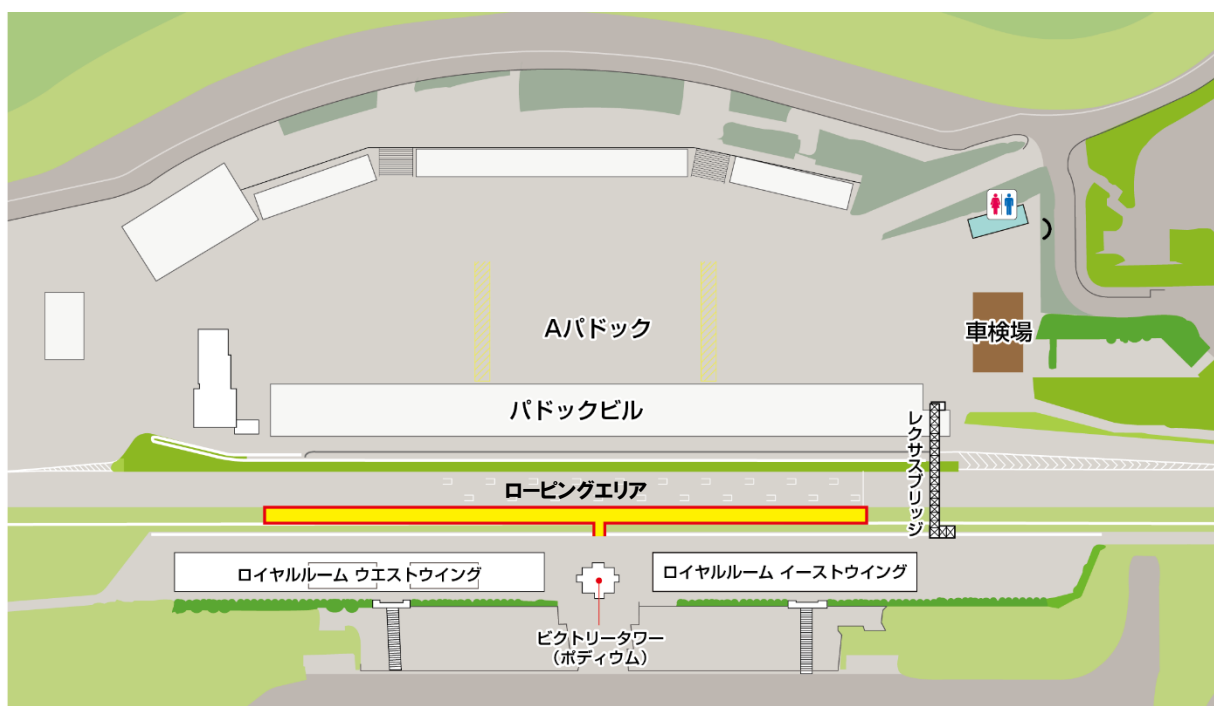 Aパドック
車検場
パドックビル
レクサスブリッジ
ローピングエリア
ロイヤルルーム ウエストウイング
ロイヤルルーム イーストウイング
ビクトリータワー
（ポディウム）